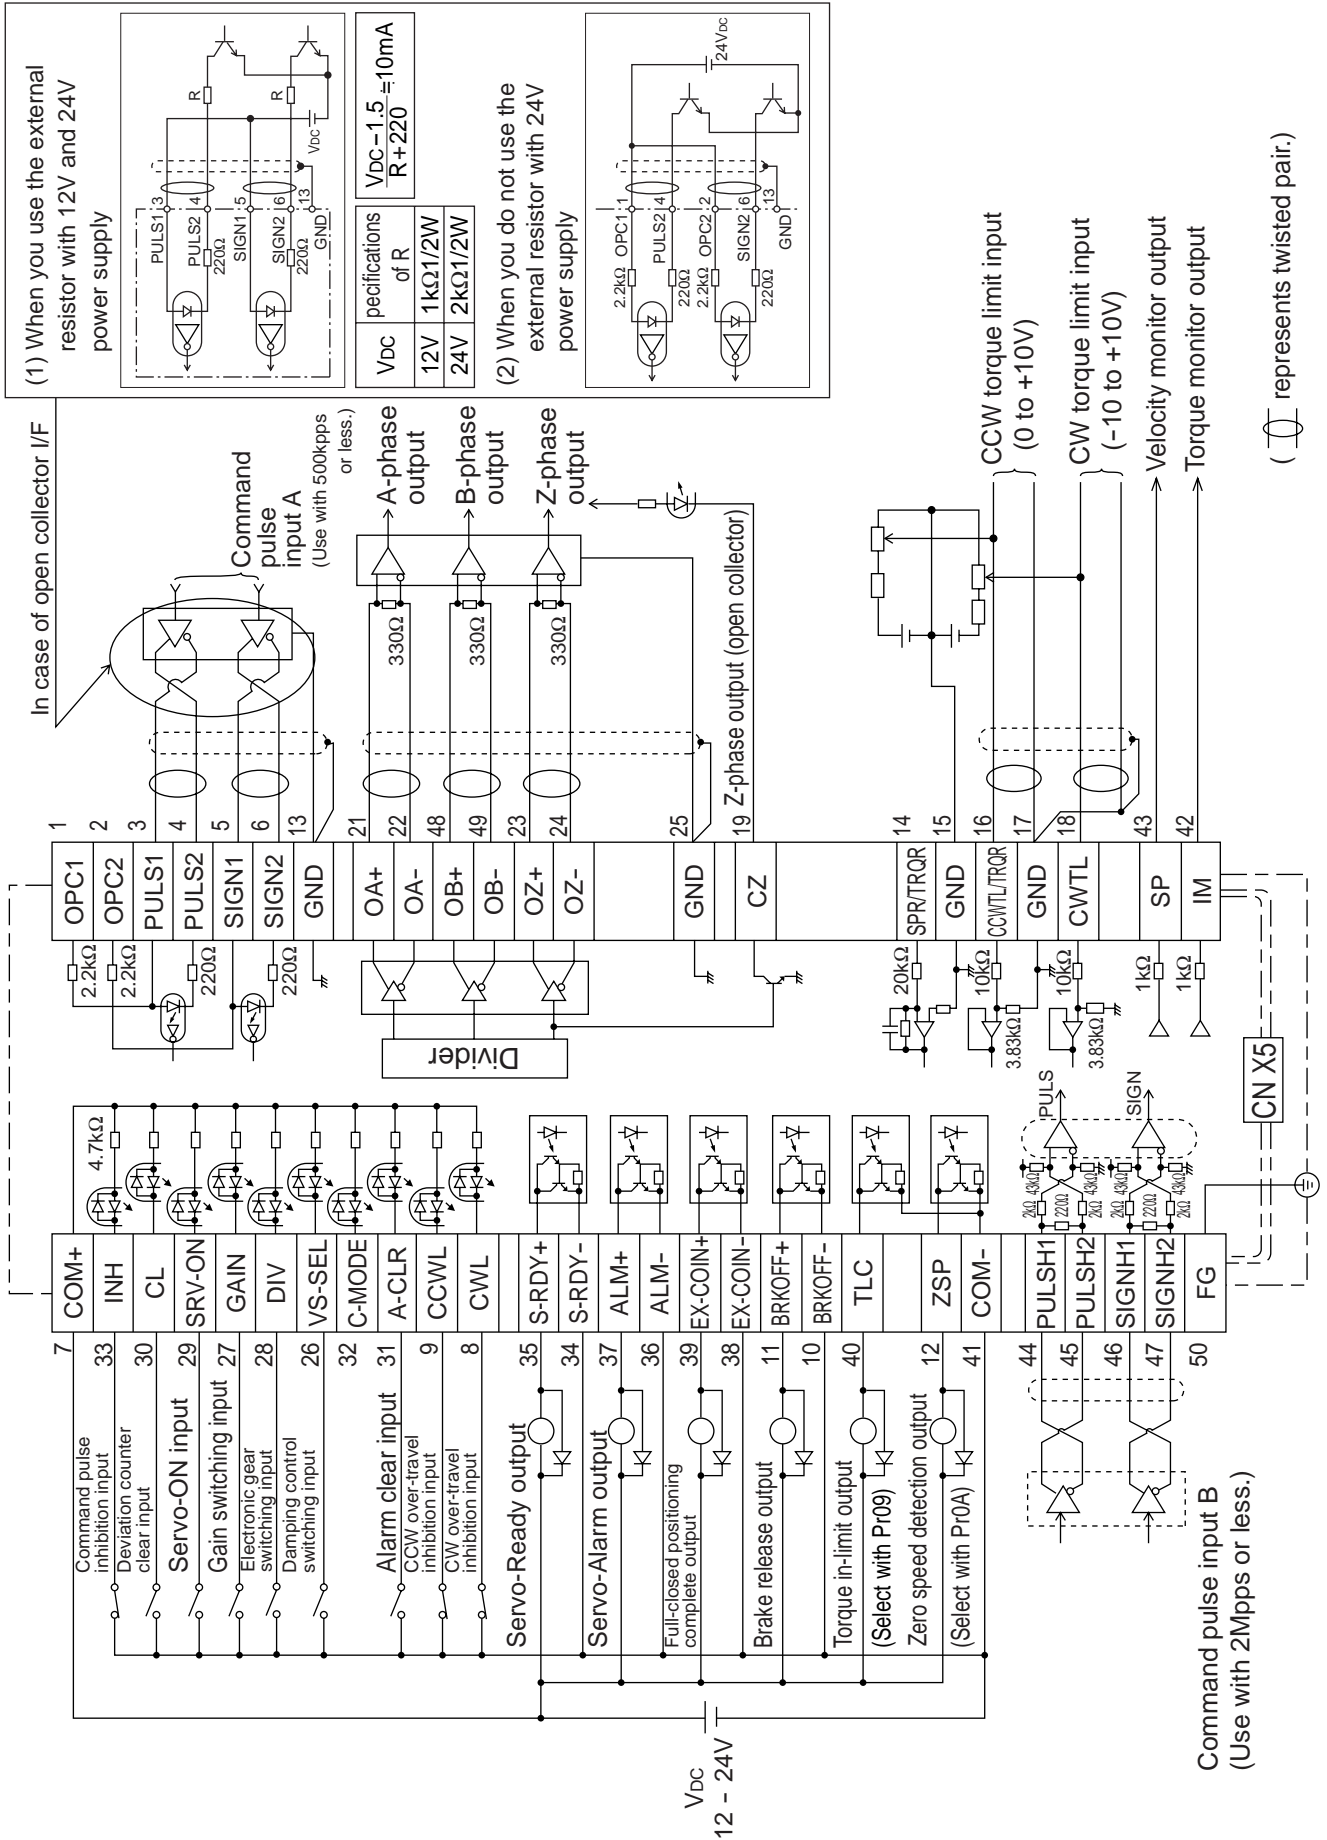 In case of open collector I/F
(1) When you use the external
resistor with 12V and 24V
power supply
PULS1 3
PULS2 4
220Ω
SIGN1 5
SIGN2 6
220Ω
GND 13
R
R
VDC
VDC
pecifications
of R
12V 1kΩ1/2W
24V 2kΩ1/2W
VDC−1.5
R+220
≒10mA
(2) When you do not use the
external resistor with 24V
power supply
2.2kΩ OPC1 1
PULS2 4
220Ω
2.2kΩ OPC2 2
SIGN2 6
220Ω
GND 13
24VDC
Command
pulse
input A
(Use with 500kpps
or less.)
A-phase
output
B-phase
output
Z-phase
output
330Ω
330Ω
330Ω
Z-phase output (open collector)
CCW torque limit input
(0 to +10V)
CW torque limit input
(−10 to +10V)
Velocity monitor output
Torque monitor output
( represents twisted pair.)
2.2kΩ OPC1 1
2.2kΩ OPC2 2
PULS1 3
220Ω PULS2 4
SIGN1 5
220Ω SIGN2 6
GND 13
OA+ 21
OA- 22
OB+ 48
OB- 49
OZ+ 23
OZ- 24
GND 25
CZ 19
20kΩ SPR/TRQR 14
GND 15
10kΩ CCWTL/TRQR 16
3.83kΩ
GND 17
10kΩ CWTL 18
3.83kΩ
1kΩ SP 43
1kΩ IM 42
Divider
CN X5
4.7kΩ
7 COM+
33 INH
30 CL
29 SRV-ON
27 GAIN
28 DIV
26 VS-SEL
32 C-MODE
31 A-CLR
9 CCWL
8 CWL
35 S-RDY+
34 S-RDY-
37 ALM+
36 ALM-
39 EX-COIN+
38 EX-COIN-
11 BRKOFF+
10 BRKOFF-
40 TLC
12 ZSP
41 COM-
44 PULSH1
45 PULSH2
46 SIGNH1
47 SIGNH2
50 FG
2kΩ 43kΩ
220Ω
2kΩ 43kΩ
PULS
2kΩ 43kΩ
220Ω
2kΩ 43kΩ
SIGN
Command pulse
inhibition input
Deviation counter
clear input
Servo-ON input
Gain switching input
Electronic gear
switching input
Damping control
switching input
Alarm clear input
CCW over-travel
inhibition input
CW over-travel
inhibition input
Servo-Ready output
Servo-Alarm output
Full-closed positioning
complete output
Brake release output
Torque in-limit output
(Select with Pr09)
Zero speed detection output
(Select with Pr0A)
VDC
12 − 24V
Command pulse input B
(Use with 2Mpps or less.)